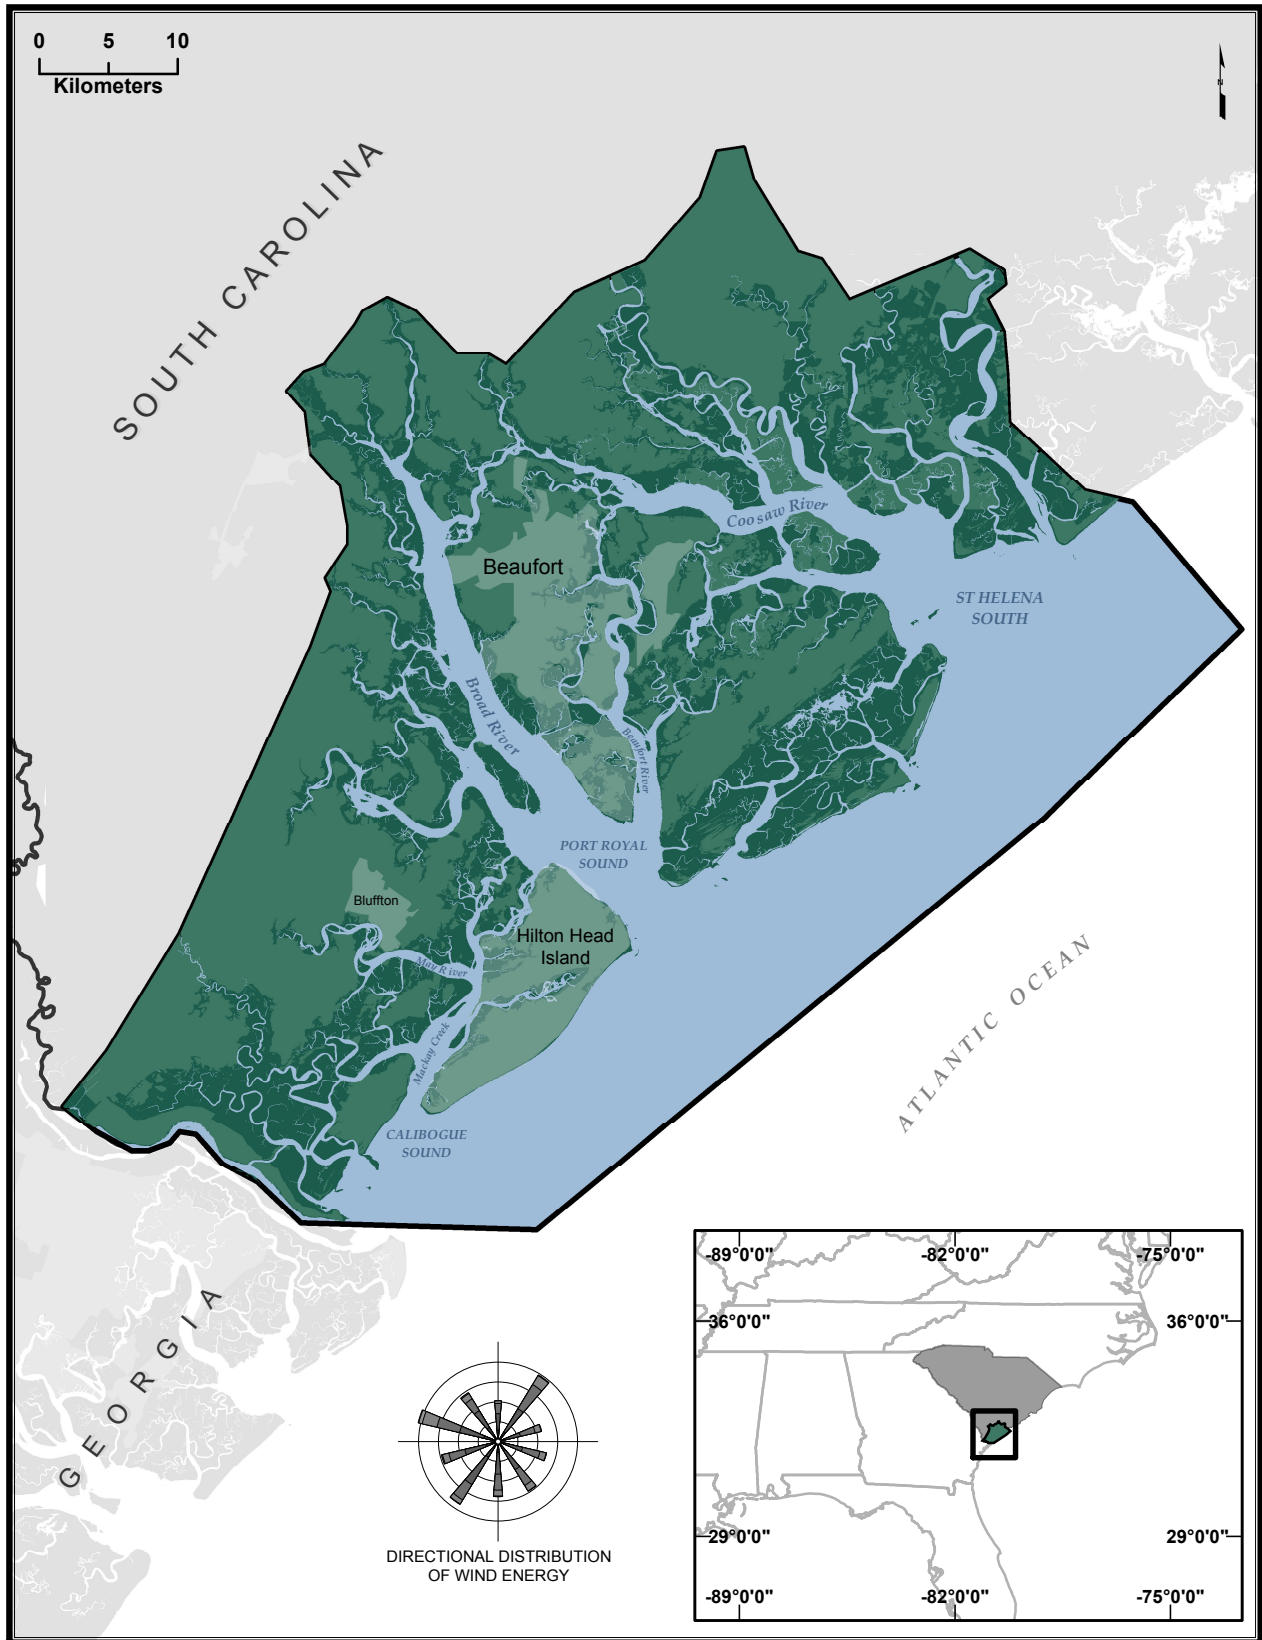 0 5 10
Kilometers
N
SOUTH CAROLINA
Coosaw River
Beaufort
ST HELENA
SOUTH
Broad River
Beaufort River
PORT ROYAL
SOUND
Bluffton
Hilton Head
Island
May River
Mackay Creek
ATLANTIC OCEAN
CALIBOGUE
SOUND
GEORGIA
DIRECTIONAL DISTRIBUTION
OF WIND ENERGY
-89°0'0" -82°0'0" -75°0'0"
36°0'0" 36°0'0"
29°0'0" 29°0'0"
-89°0'0" -82°0'0" -75°0'0"